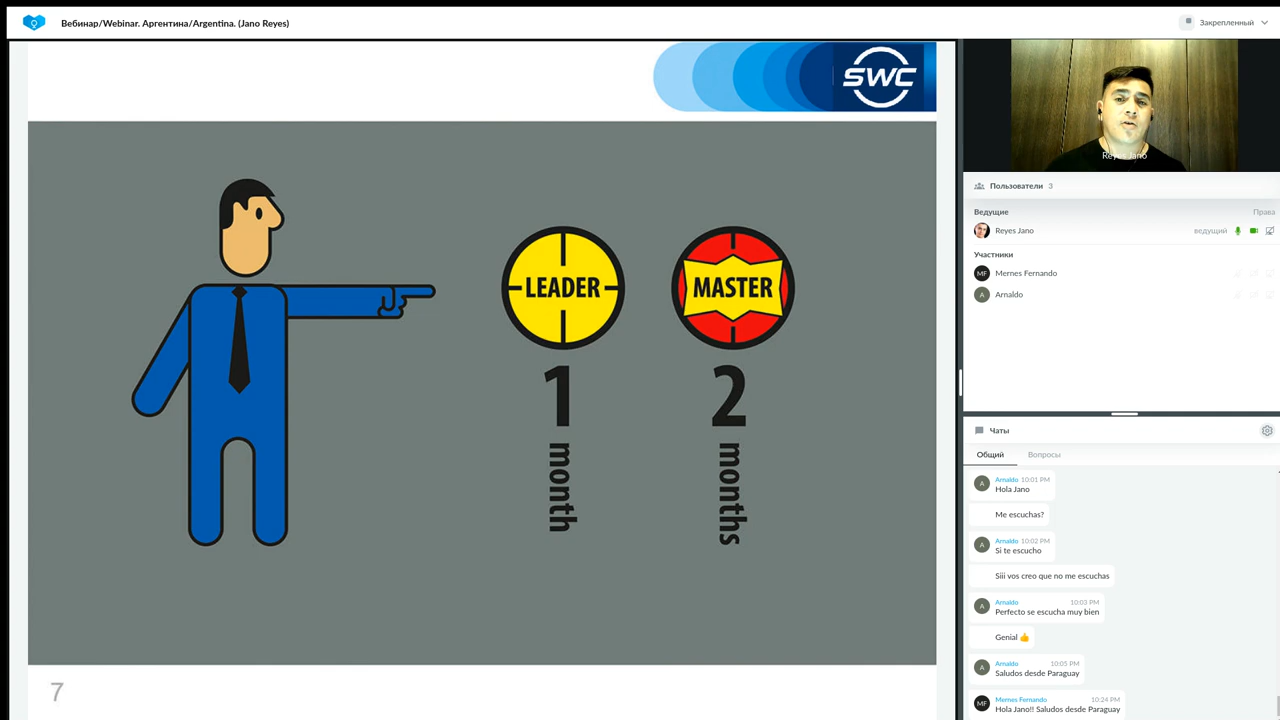 Вебинар/Webinar. Аргентина/Argentina. (Jano Reyes)
Закрепленный
SWC
LEADER
MASTER
1
2
month
months
7
Reyes Jano
Пользователи 3
Ведущие
Права
Reyes Jano
ведущий
Участники
MF
Mernes Fernando
A
Arnaldo
Чаты
Общий
Вопросы
Arnaldo 10:01 PM
A
Hola Jano
Me escuchas?
Arnaldo 10:02 PM
A
Si te escucho
Siii vos creo que no me escuchas
Arnaldo 10:03 PM
A
Perfecto se escucha muy bien
Genial 👍
Arnaldo 10:05 PM
A
Saludos desde Paraguay
Mernes Fernando 10:24 PM
MF
Hola Jano!! Saludos desde Paraguay